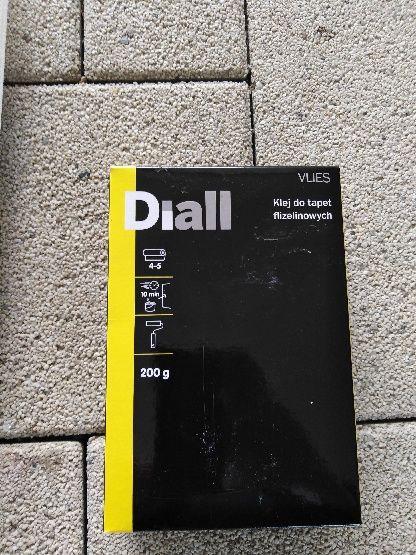 VLIES
Diall
Klej do tapet
flizelinowych
4-5
10 min
200 g